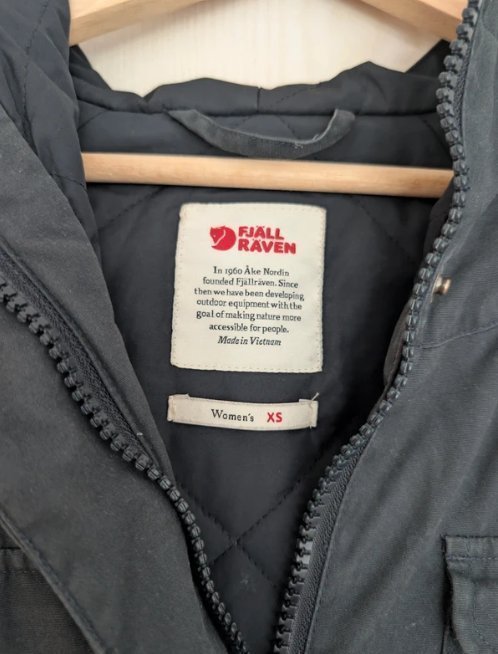 FJÄLL
RÄVEN
In 1960 Åke Nordin
founded Fjällräven. Since
then we have been developing
outdoor equipment with the
goal of making nature more
accessible for people.
Made in Vietnam
Women's XS